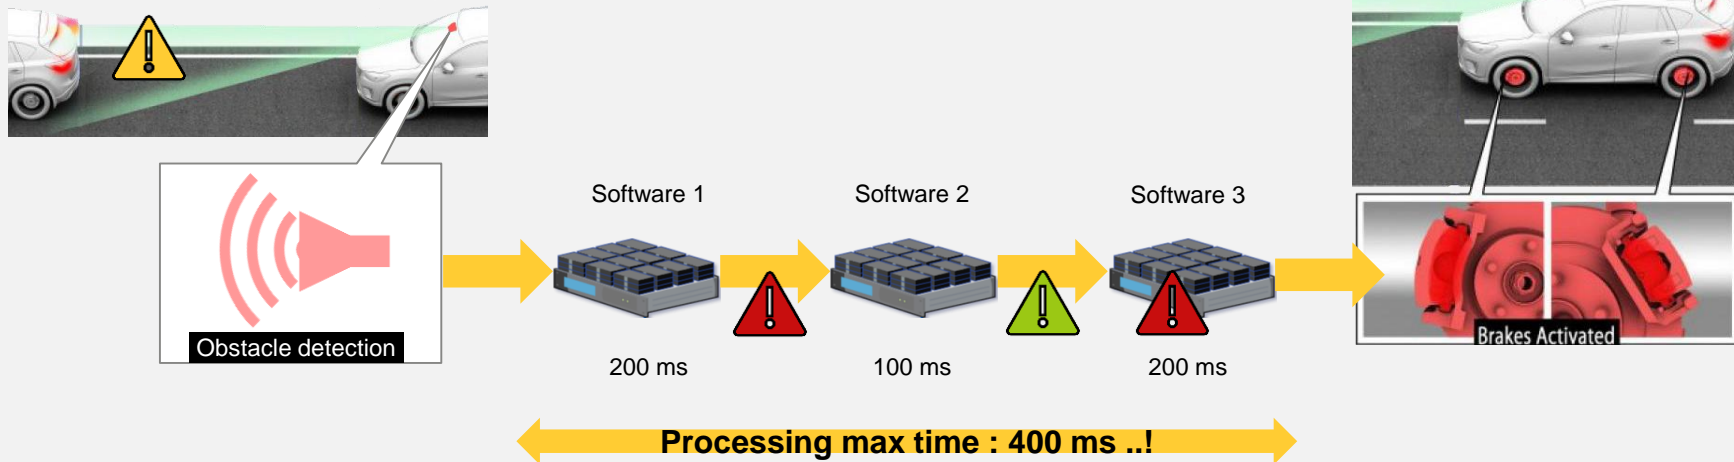 Software 1
Software 2
Software 3
Obstacle detection
200 ms
100 ms
200 ms
Brakes Activated
Processing max time : 400 ms ..!